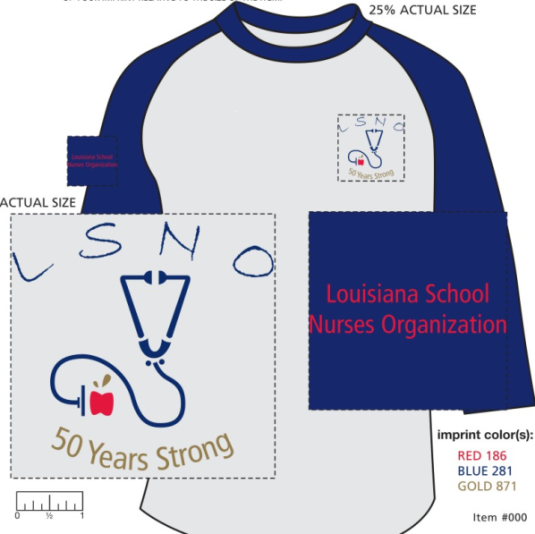 25% ACTUAL SIZE
L S N O
50 Years Strong
Louisiana School
Nurses Organization
ACTUAL SIZE
L S N O
50 Years Strong
Louisiana School
Nurses Organization
imprint color(s):
RED 186
BLUE 281
GOLD 871
0 ½ 1
Item #000